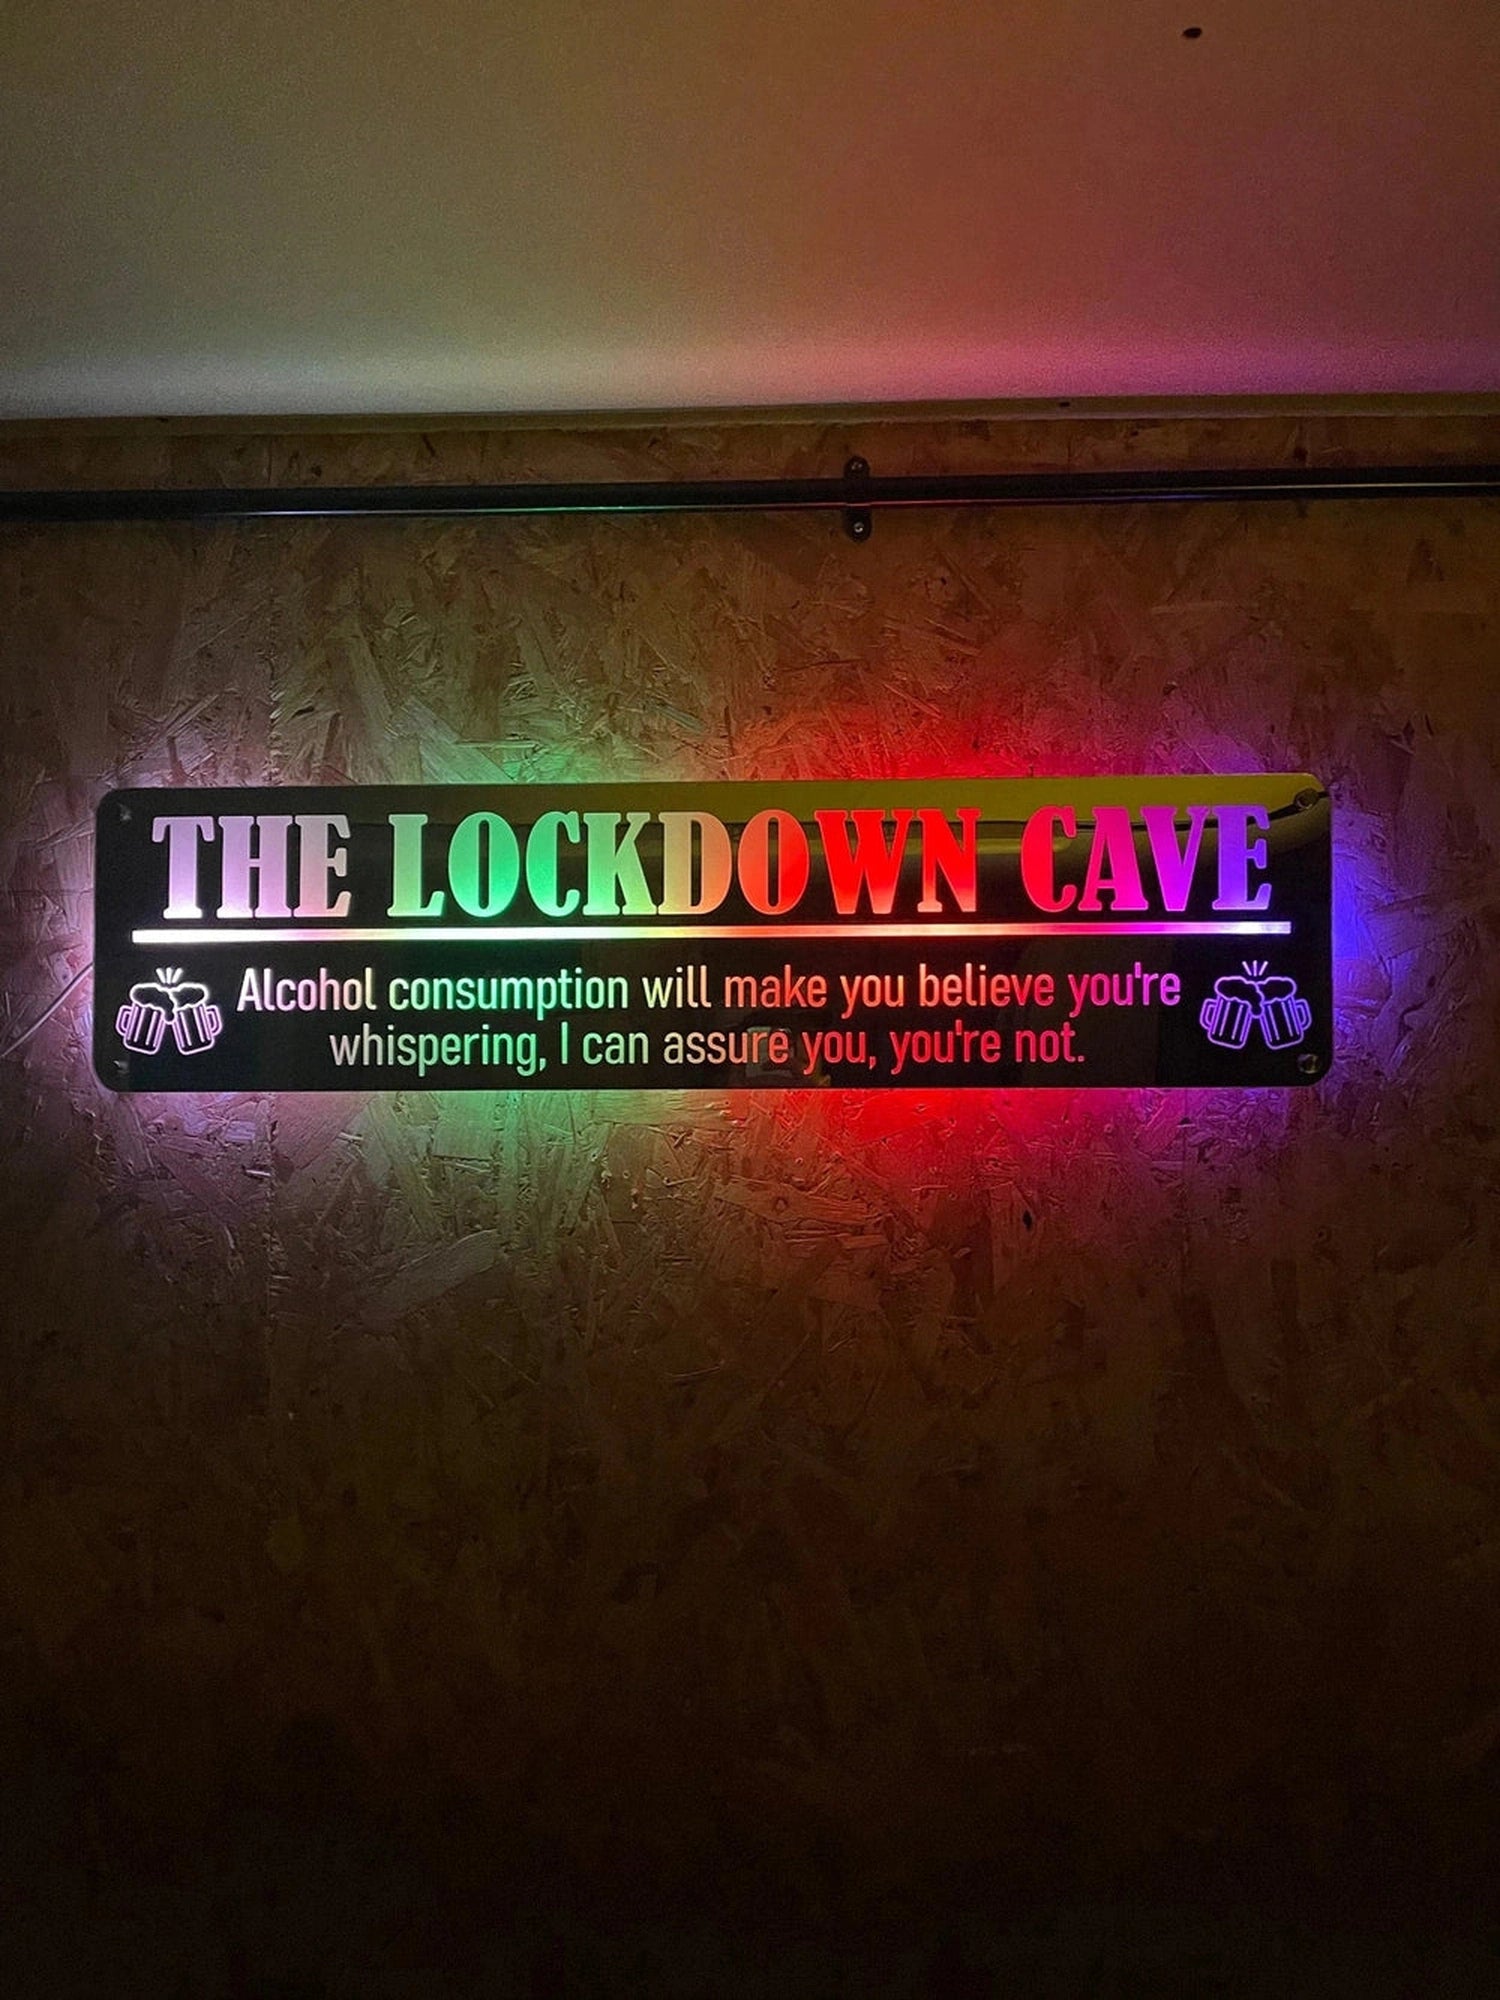 THE LOCKDOWN CAVE
Alcohol consumption will make you believe you're
whispering, I can assure you, you're not.